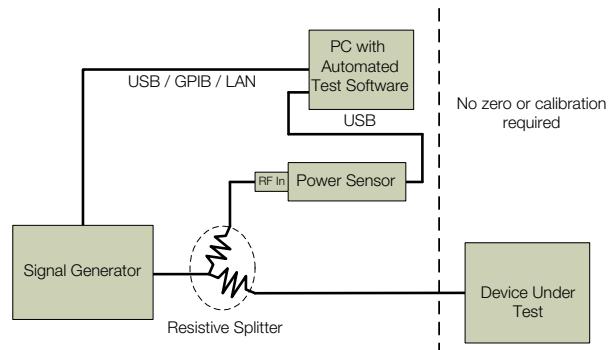 PC with
Automated
Test Software
USB / GPIB / LAN
No zero or calibration
required
USB
RF In
Power Sensor
Signal Generator
Device Under
Test
Resistive Splitter